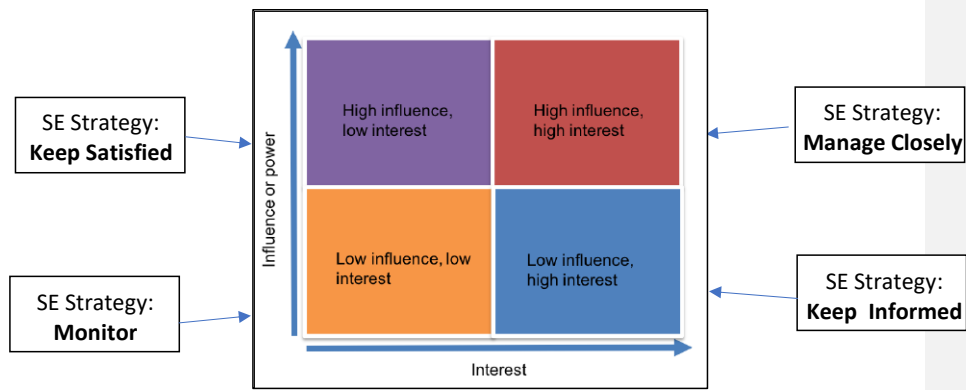 SE Strategy:
Keep Satisfied
High influence,
low interest
High influence,
high interest
SE Strategy:
Manage Closely
Influence or power
Low influence, low
interest
Low influence,
high interest
SE Strategy:
Monitor
SE Strategy:
Keep  Informed
Interest